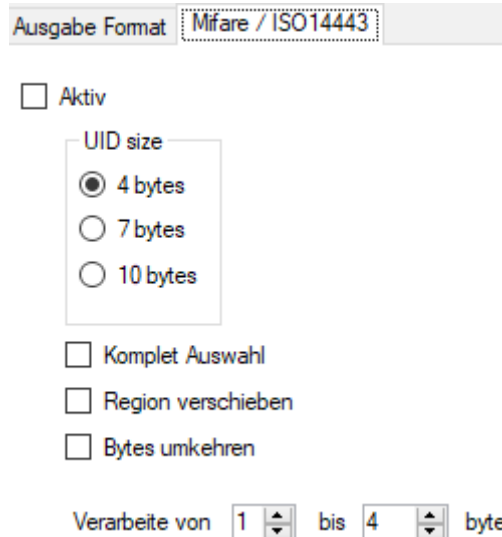 Ausgabe Format Mifare / ISO14443
Aktiv
UID size
4 bytes
7 bytes
10 bytes
Komplet Auswahl
Region verschieben
Bytes umkehren
Verarbeite von 1 bis 4 byte